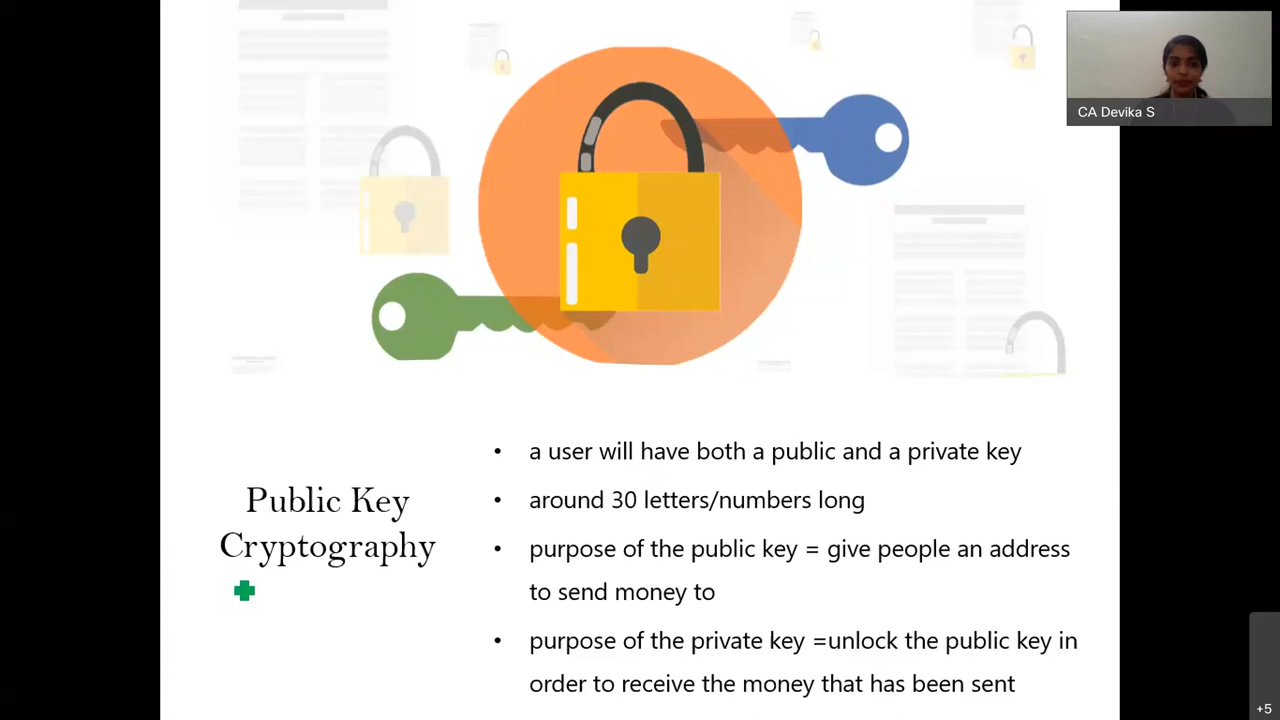 CA Devika S
Public Key
Cryptography
• a user will have both a public and a private key
• around 30 letters/numbers long
• purpose of the public key = give people an address
to send money to
• purpose of the private key =unlock the public key in
order to receive the money that has been sent
+5